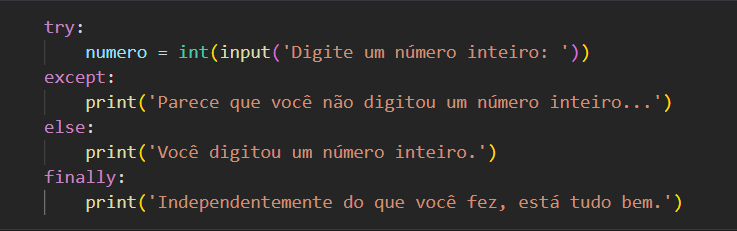 try:
    numero = int(input('Digite um número inteiro: '))
except:
    print('Parece que você não digitou um número inteiro...')
else:
    print('Você digitou um número inteiro.')
finally:
    print('Independentemente do que você fez, está tudo bem.')